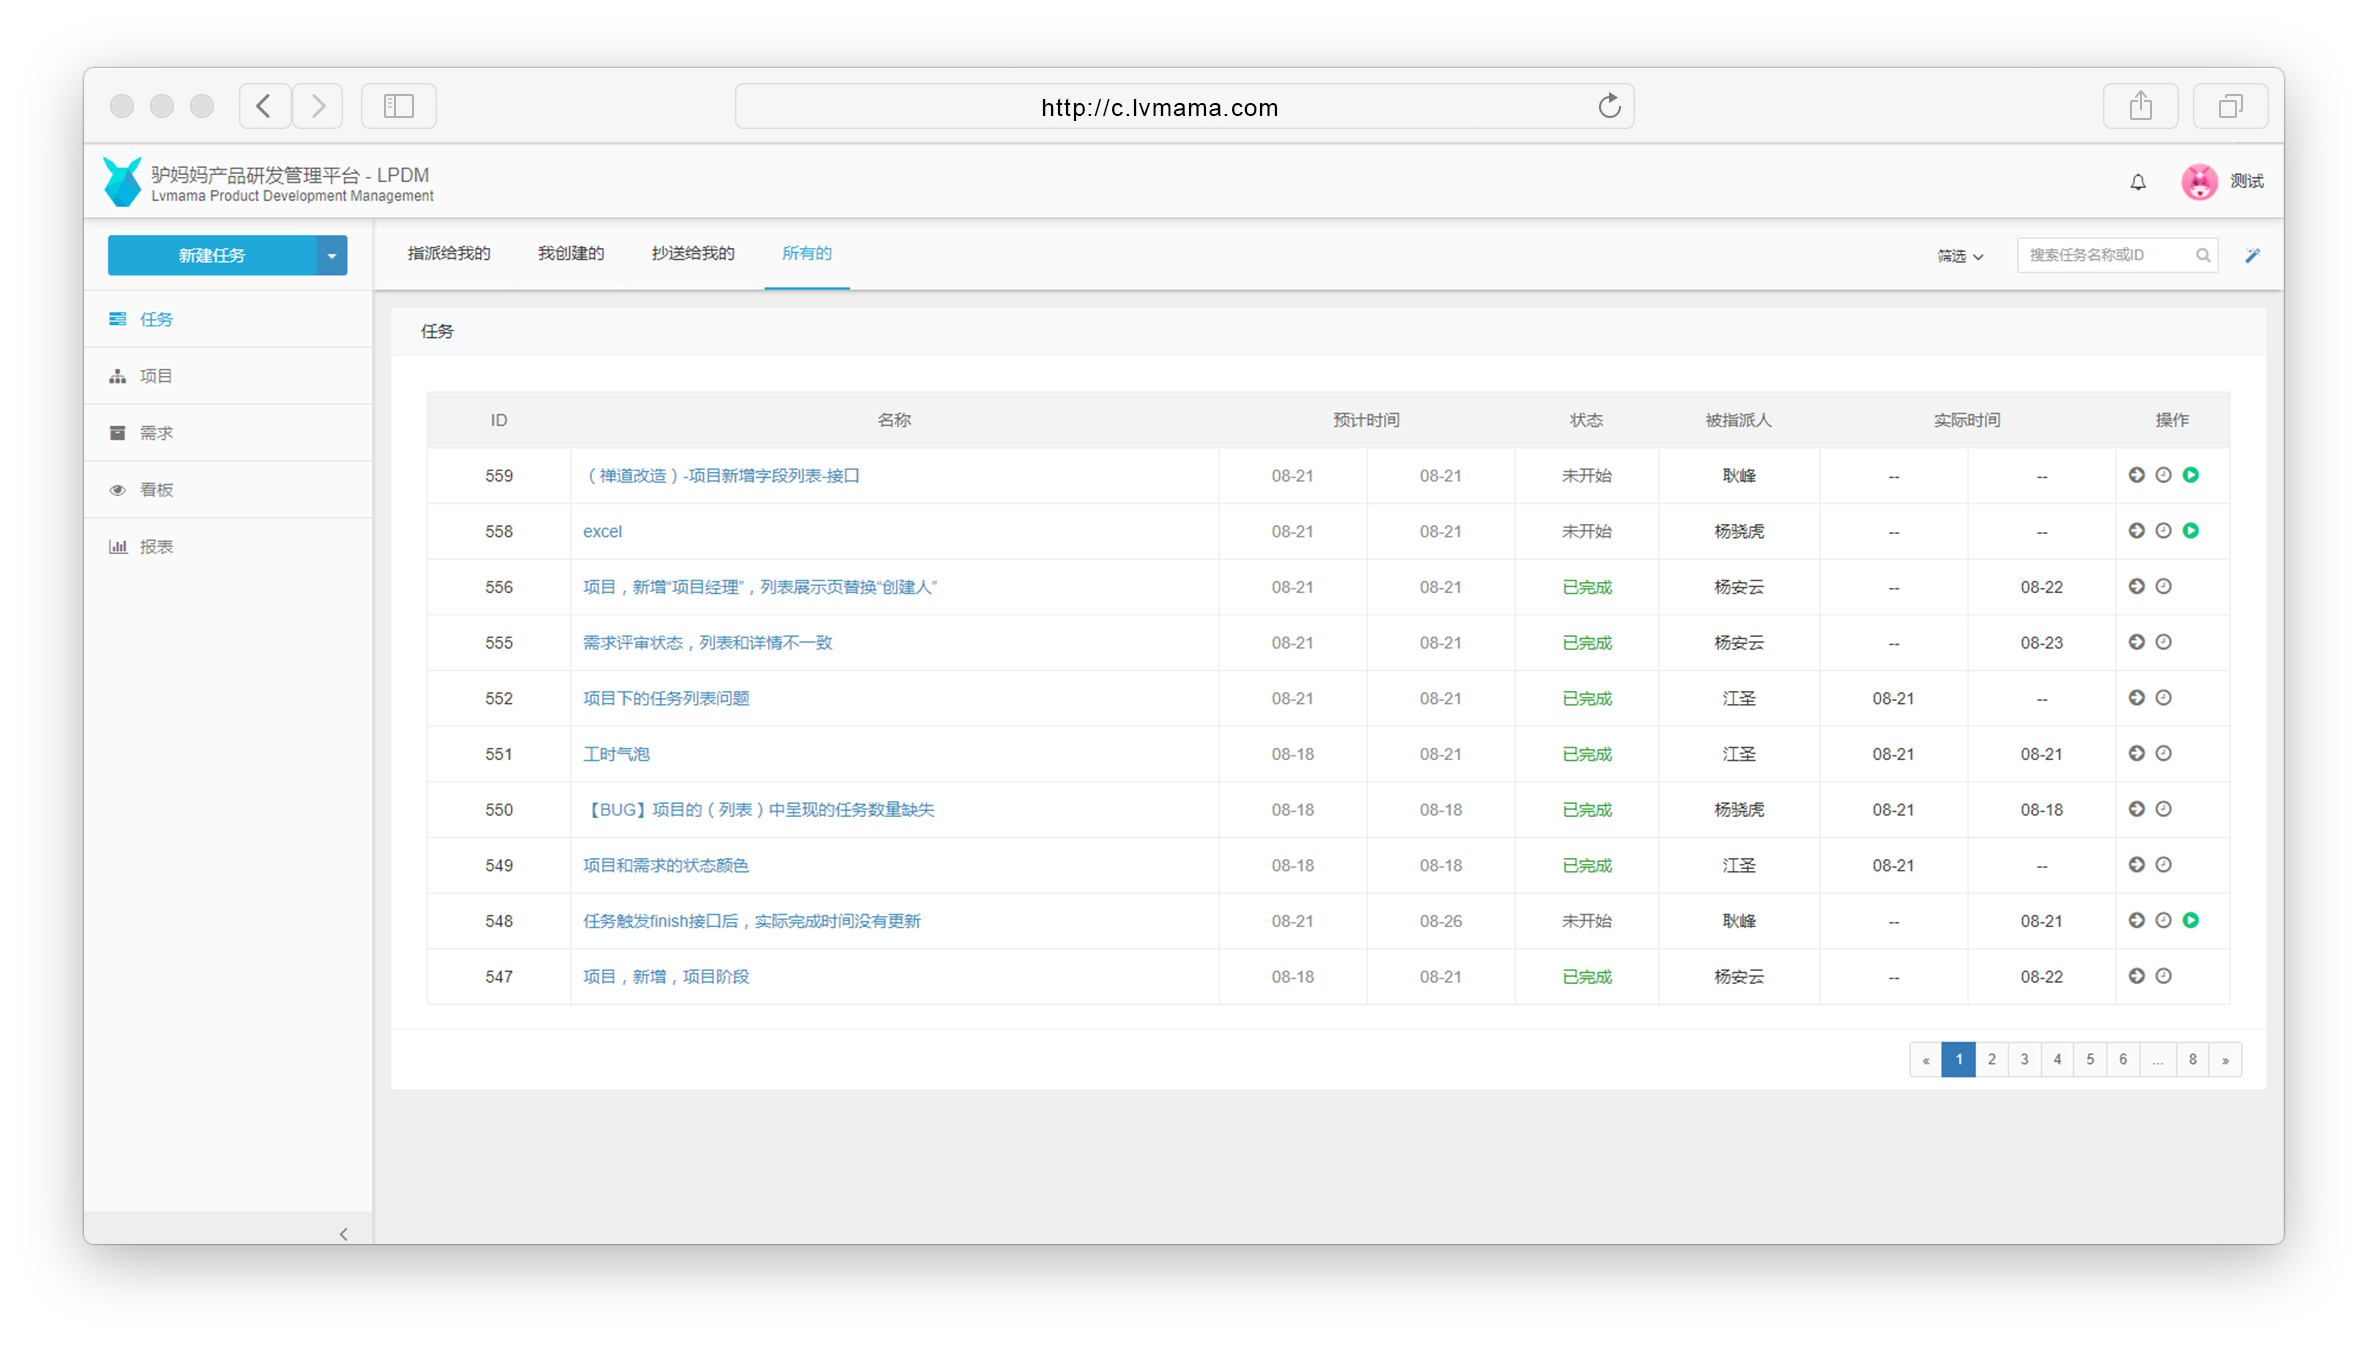 http://c.lvmama.com
驴妈妈产品研发管理平台 - LPDM
Lvmama Product Development Management
测试
新建任务
指派给我的 我创建的 抄送给我的 所有的 筛选 搜索任务名称或ID
任务
项目
需求
看板
报表
任务
ID 名称 预计时间 状态 被指派人 实际时间 操作
559 （禅道改造）-项目新增字段列表-接口 08-21 08-21 未开始 耿峰 -- --
558 excel 08-21 08-21 未开始 杨骁虎 -- --
556 项目，新增“项目经理”，列表展示页替换“创建人” 08-21 08-21 已完成 杨安云 -- 08-22
555 需求评审状态，列表和详情不一致 08-21 08-21 已完成 杨安云 -- 08-23
552 项目下的任务列表问题 08-21 08-21 已完成 江圣 08-21 --
551 工时气泡 08-18 08-21 已完成 江圣 08-21 08-21
550 【BUG】项目的（列表）中呈现的任务数量缺失 08-18 08-18 已完成 杨骁虎 08-21 08-18
549 项目和需求的状态颜色 08-18 08-18 已完成 江圣 08-21 --
548 任务触发finish接口后，实际完成时间没有更新 08-21 08-26 未开始 耿峰 -- 08-21
547 项目，新增，项目阶段 08-18 08-21 已完成 杨安云 -- 08-22
« 1 2 3 4 5 6 ... 8 »